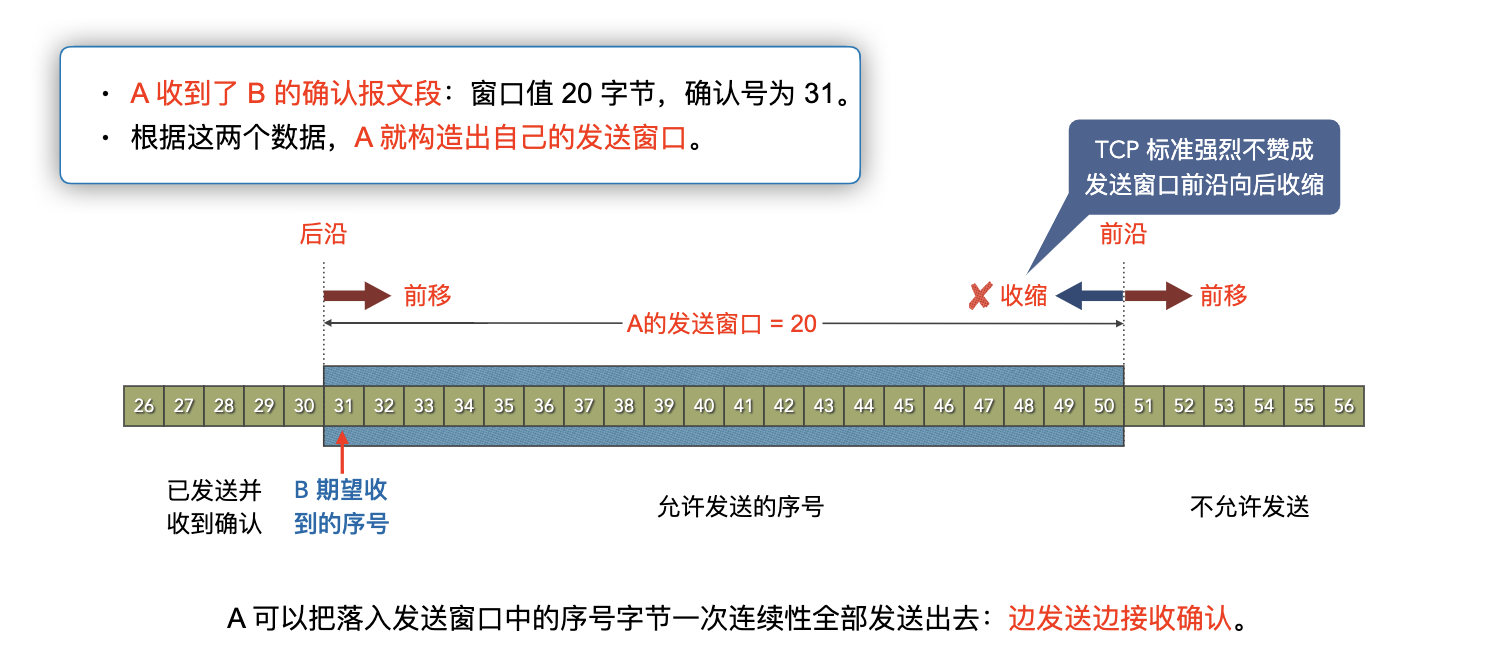 · A 收到了 B 的确认报文段：窗口值 20 字节，确认号为 31。
· 根据这两个数据，A 就构造出自己的发送窗口。
TCP 标准强烈不赞成
发送窗口前沿向后收缩
后沿
前沿
前移
✘ 收缩
前移
A的发送窗口 = 20
26 27 28 29 30 31 32 33 34 35 36 37 38 39 40 41 42 43 44 45 46 47 48 49 50 51 52 53 54 55 56
已发送并
收到确认
B 期望收
到的序号
允许发送的序号
不允许发送
A 可以把落入发送窗口中的序号字节一次连续性全部发送出去：边发送边接收确认。